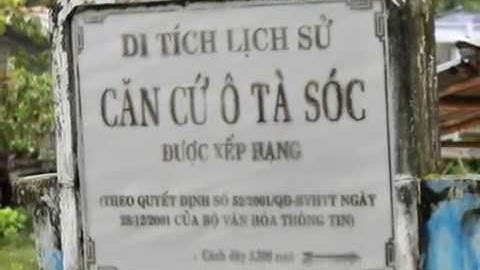 DI TÍCH LỊCH SỬ
CĂN CỨ Ô TÀ SÓC
ĐƯỢC XẾP HẠNG
(THEO QUYẾT ĐỊNH SỐ 52/2001/QĐ-BVHTT NGÀY
28/12/2001 CỦA BỘ VĂN HÓA THÔNG TIN)
Cách đây